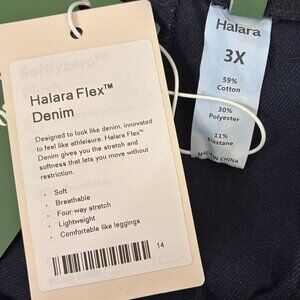 Halara Flex™
Denim
Designed to look like denim, innovated
to feel like athleisure. Halara Flex™
Denim gives you the stretch and
softness that lets you move without
restriction.
• Soft
• Breathable
• Four-way stretch
• Lightweight
• Comfortable like leggings
14
Halara
3X
59%
Cotton
30%
Polyester
11%
Elastane
MADE IN CHINA